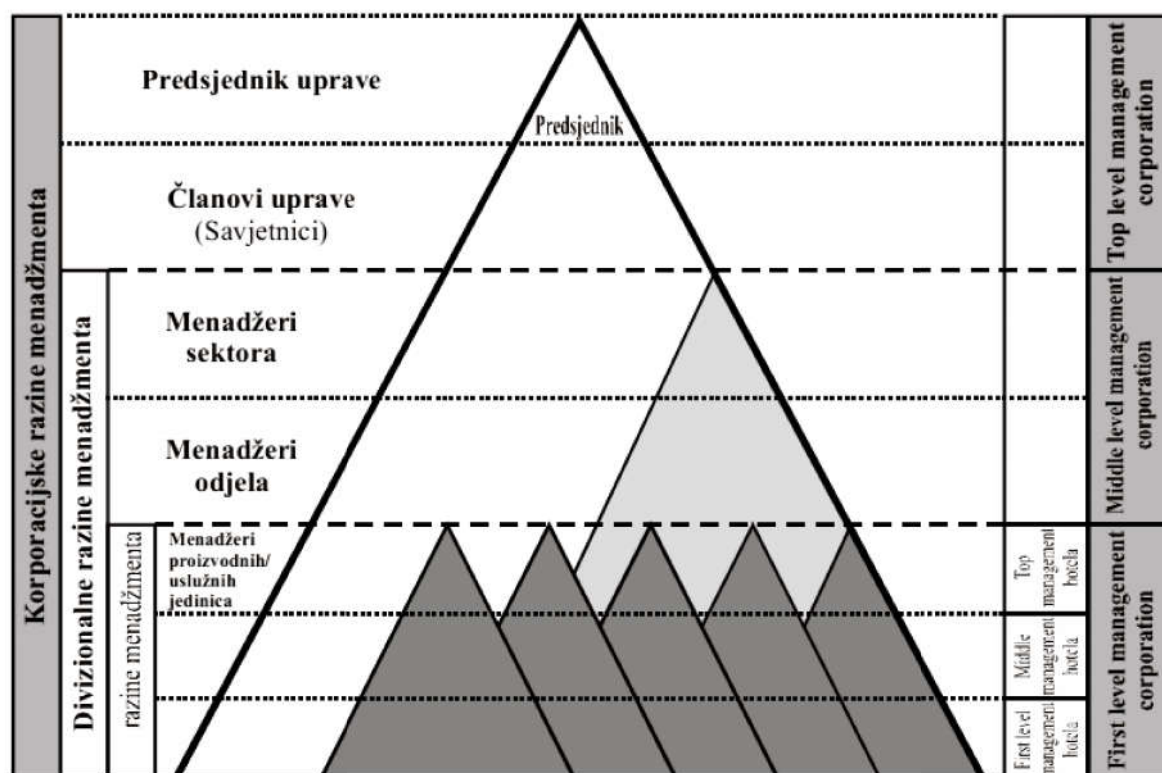 Korporacijske razine menadžmenta
Divizionalne razine menadžmenta
razine menadžmenta
Predsjednik uprave
Predsjednik
Članovi uprave
(Savjetnici)
Menadžeri
sektora
Menadžeri
odjela
Menadžeri
proizvodnih/
uslužnih
jedinica
Top
management
hotela
Middle
management
hotela
First level
management
hotela
Top level management
corporation
Middle level management
corporation
First level management
corporation